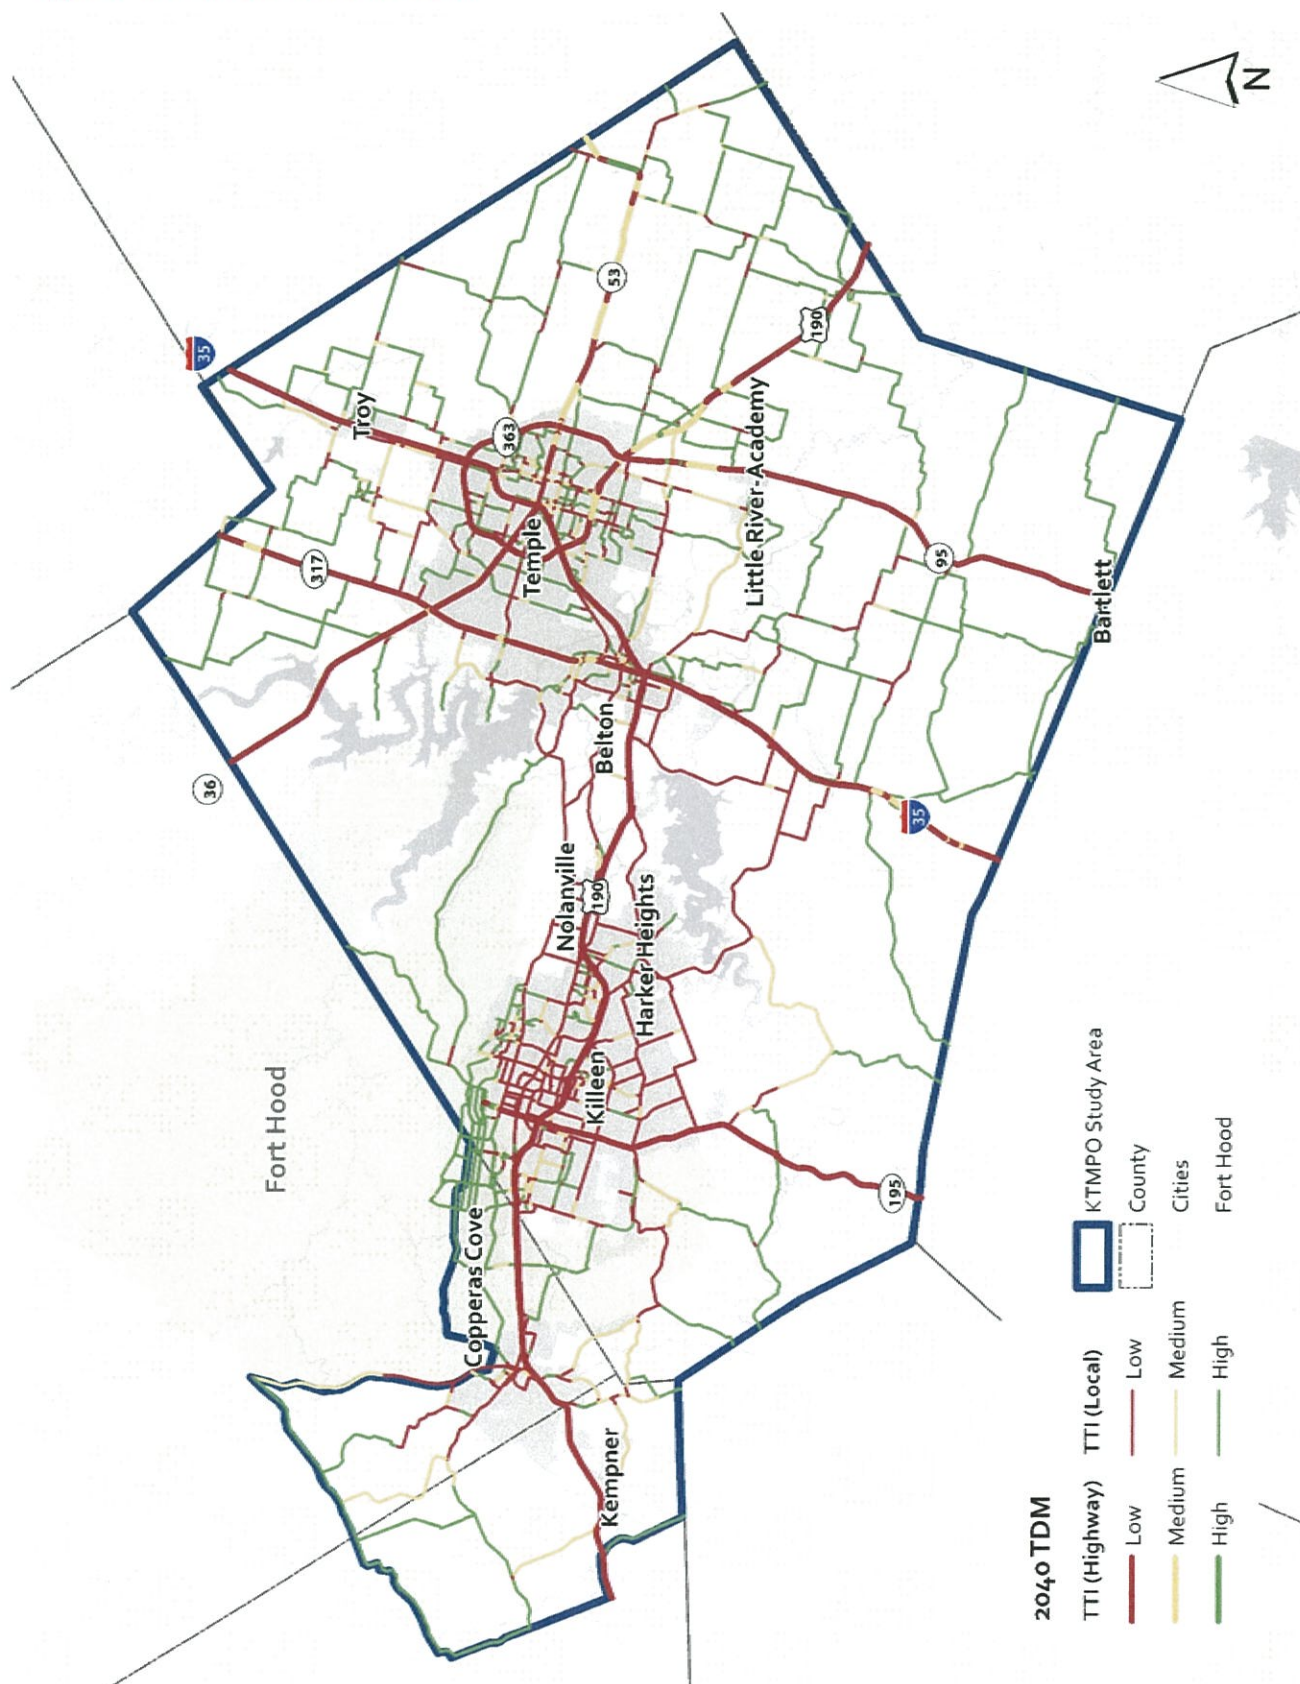 Fort Hood
36
317
35
Troy
363
53
190
Temple
Little River-Academy
95
Bartlett
Belton
35
Nolanville
190
Harker Heights
Killeen
195
Copperas Cove
Kempner
N
2040 TDM
TTI (Highway)
Low
Medium
High
TTI (Local)
Low
Medium
High
KTMPO Study Area
County
Cities
Fort Hood